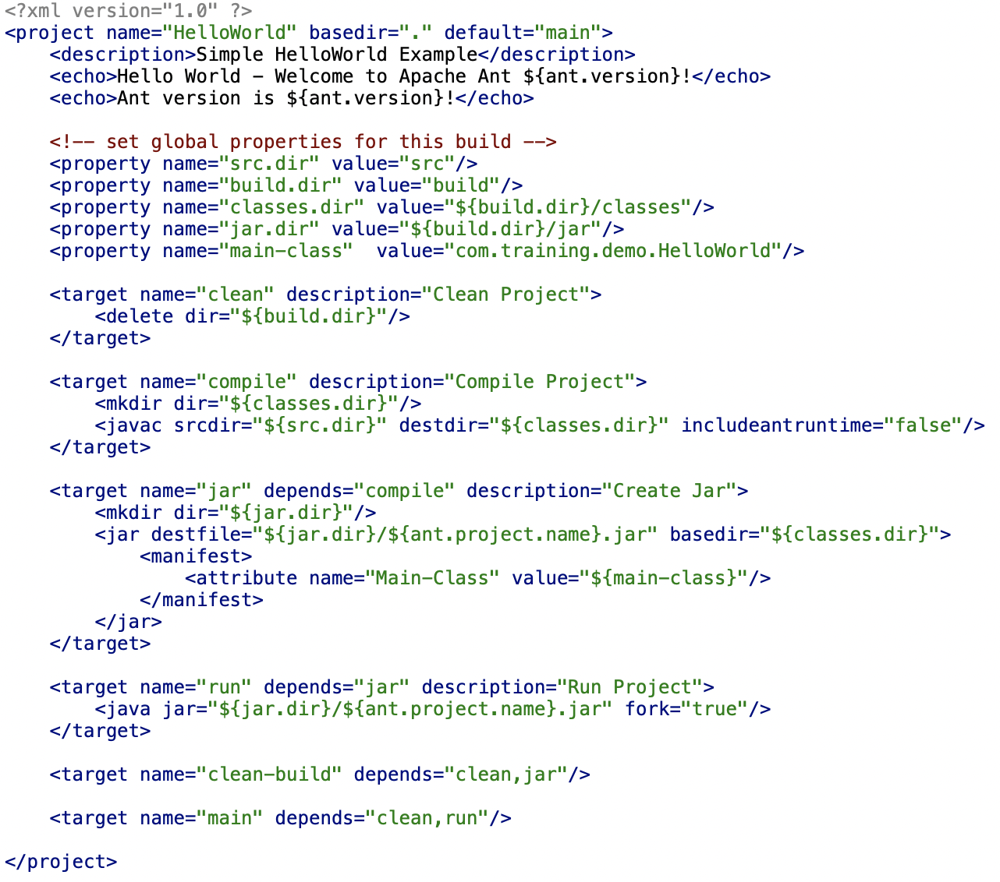 <?xml version="1.0" ?>
<project name="HelloWorld" basedir="." default="main">
    <description>Simple HelloWorld Example</description>
    <echo>Hello World - Welcome to Apache Ant ${ant.version}!</echo>
    <echo>Ant version is ${ant.version}!</echo>

    <!-- set global properties for this build -->
    <property name="src.dir" value="src"/>
    <property name="build.dir" value="build"/>
    <property name="classes.dir" value="${build.dir}/classes"/>
    <property name="jar.dir" value="${build.dir}/jar"/>
    <property name="main-class"  value="com.training.demo.HelloWorld"/>

    <target name="clean" description="Clean Project">
        <delete dir="${build.dir}"/>
    </target>

    <target name="compile" description="Compile Project">
        <mkdir dir="${classes.dir}"/>
        <javac srcdir="${src.dir}" destdir="${classes.dir}" includeantruntime="false"/>
    </target>

    <target name="jar" depends="compile" description="Create Jar">
        <mkdir dir="${jar.dir}"/>
        <jar destfile="${jar.dir}/${ant.project.name}.jar" basedir="${classes.dir}">
            <manifest>
                <attribute name="Main-Class" value="${main-class}"/>
            </manifest>
        </jar>
    </target>

    <target name="run" depends="jar" description="Run Project">
        <java jar="${jar.dir}/${ant.project.name}.jar" fork="true"/>
    </target>

    <target name="clean-build" depends="clean,jar"/>

    <target name="main" depends="clean,run"/>

</project>